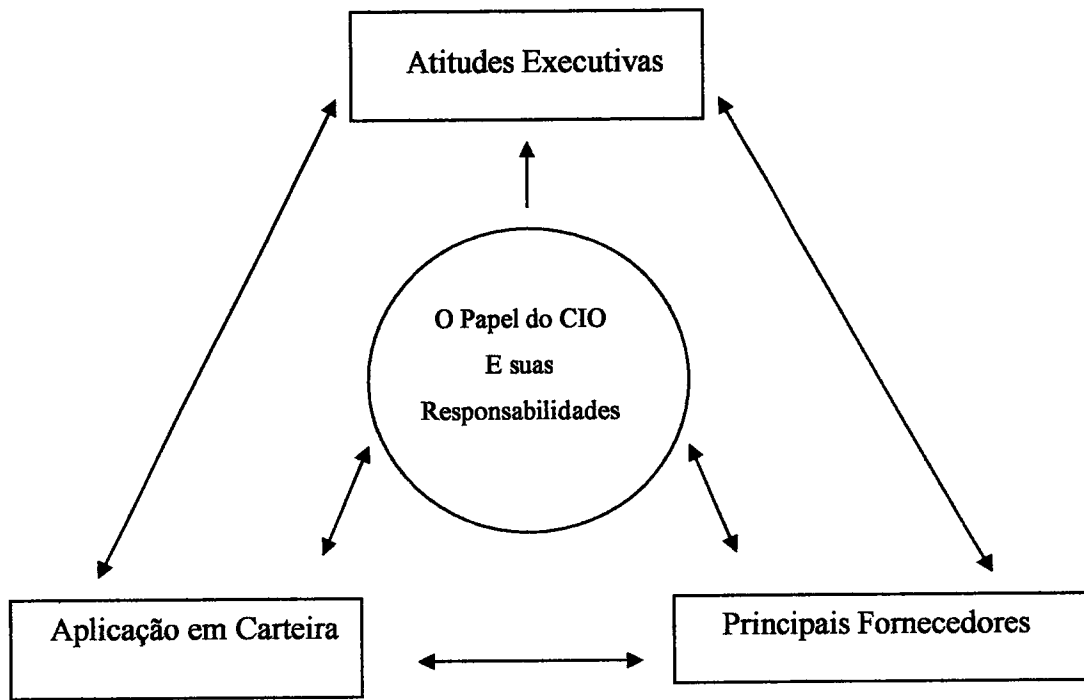 Atitudes Executivas
O Papel do CIO
E suas
Responsabilidades
Aplicação em Carteira
Principais Fornecedores